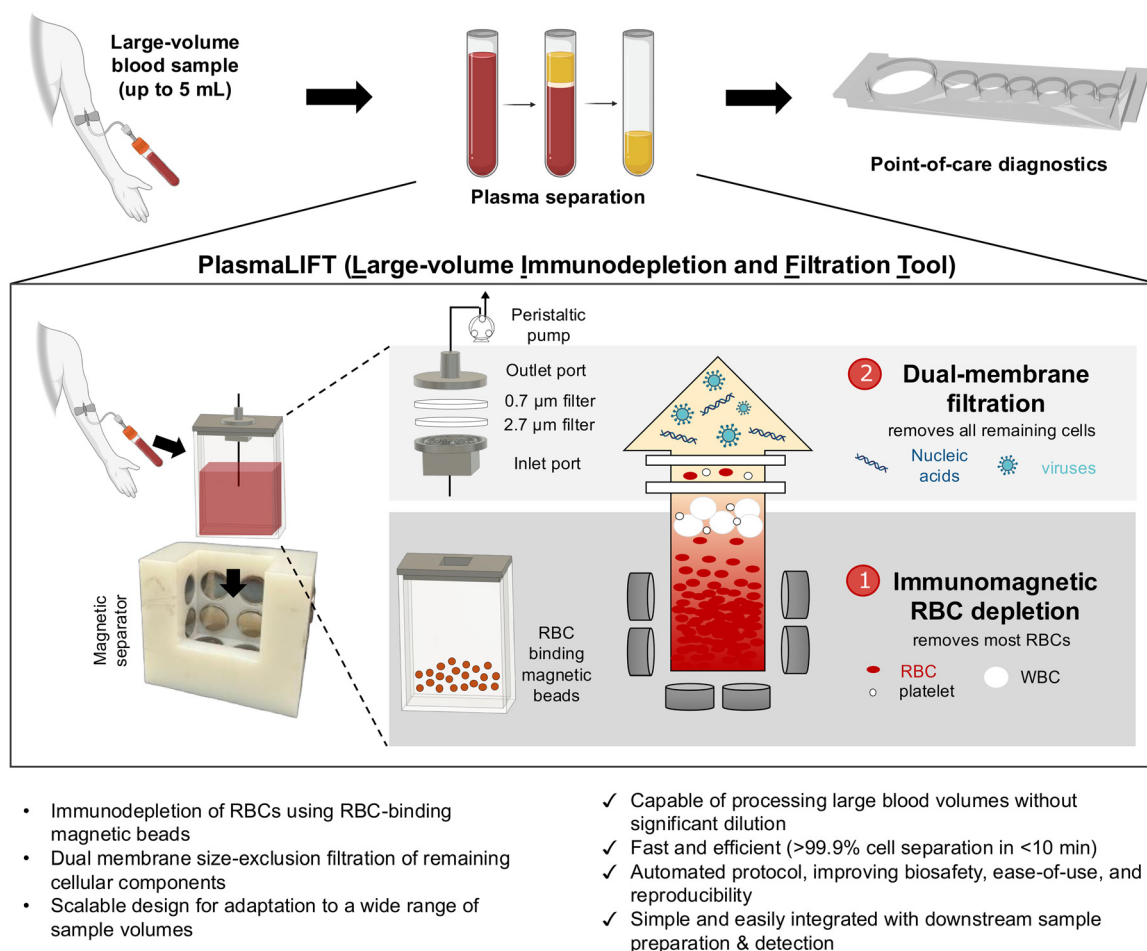 Large-volume
blood sample
(up to 5 mL)
Plasma separation
Point-of-care diagnostics
PlasmaLIFT (Large-volume Immunodepletion and Filtration Tool)
Peristaltic
pump
Outlet port
0.7 µm filter
2.7 µm filter
Inlet port
2
Dual-membrane
filtration
removes all remaining cells
Nucleic
acids
viruses
Magnetic
separator
RBC
binding
magnetic
beads
1
Immunomagnetic
RBC depletion
removes most RBCs
RBC
platelet
WBC
• Immunodepletion of RBCs using RBC-binding
magnetic beads
• Dual membrane size-exclusion filtration of remaining
cellular components
• Scalable design for adaptation to a wide range of
sample volumes
✓ Capable of processing large blood volumes without
significant dilution
✓ Fast and efficient (>99.9% cell separation in <10 min)
✓ Automated protocol, improving biosafety, ease-of-use, and
reproducibility
✓ Simple and easily integrated with downstream sample
preparation & detection